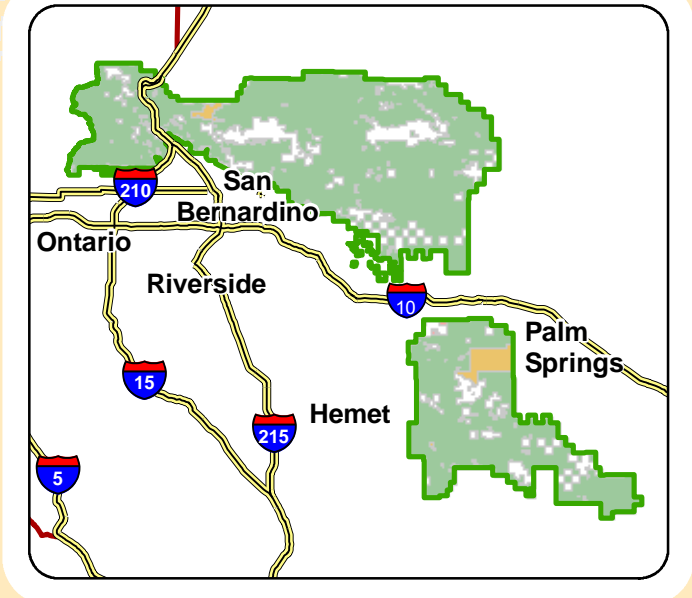 210
San
Bernardino
Ontario
Riverside
10
Palm
Springs
15
Hemet
215
5